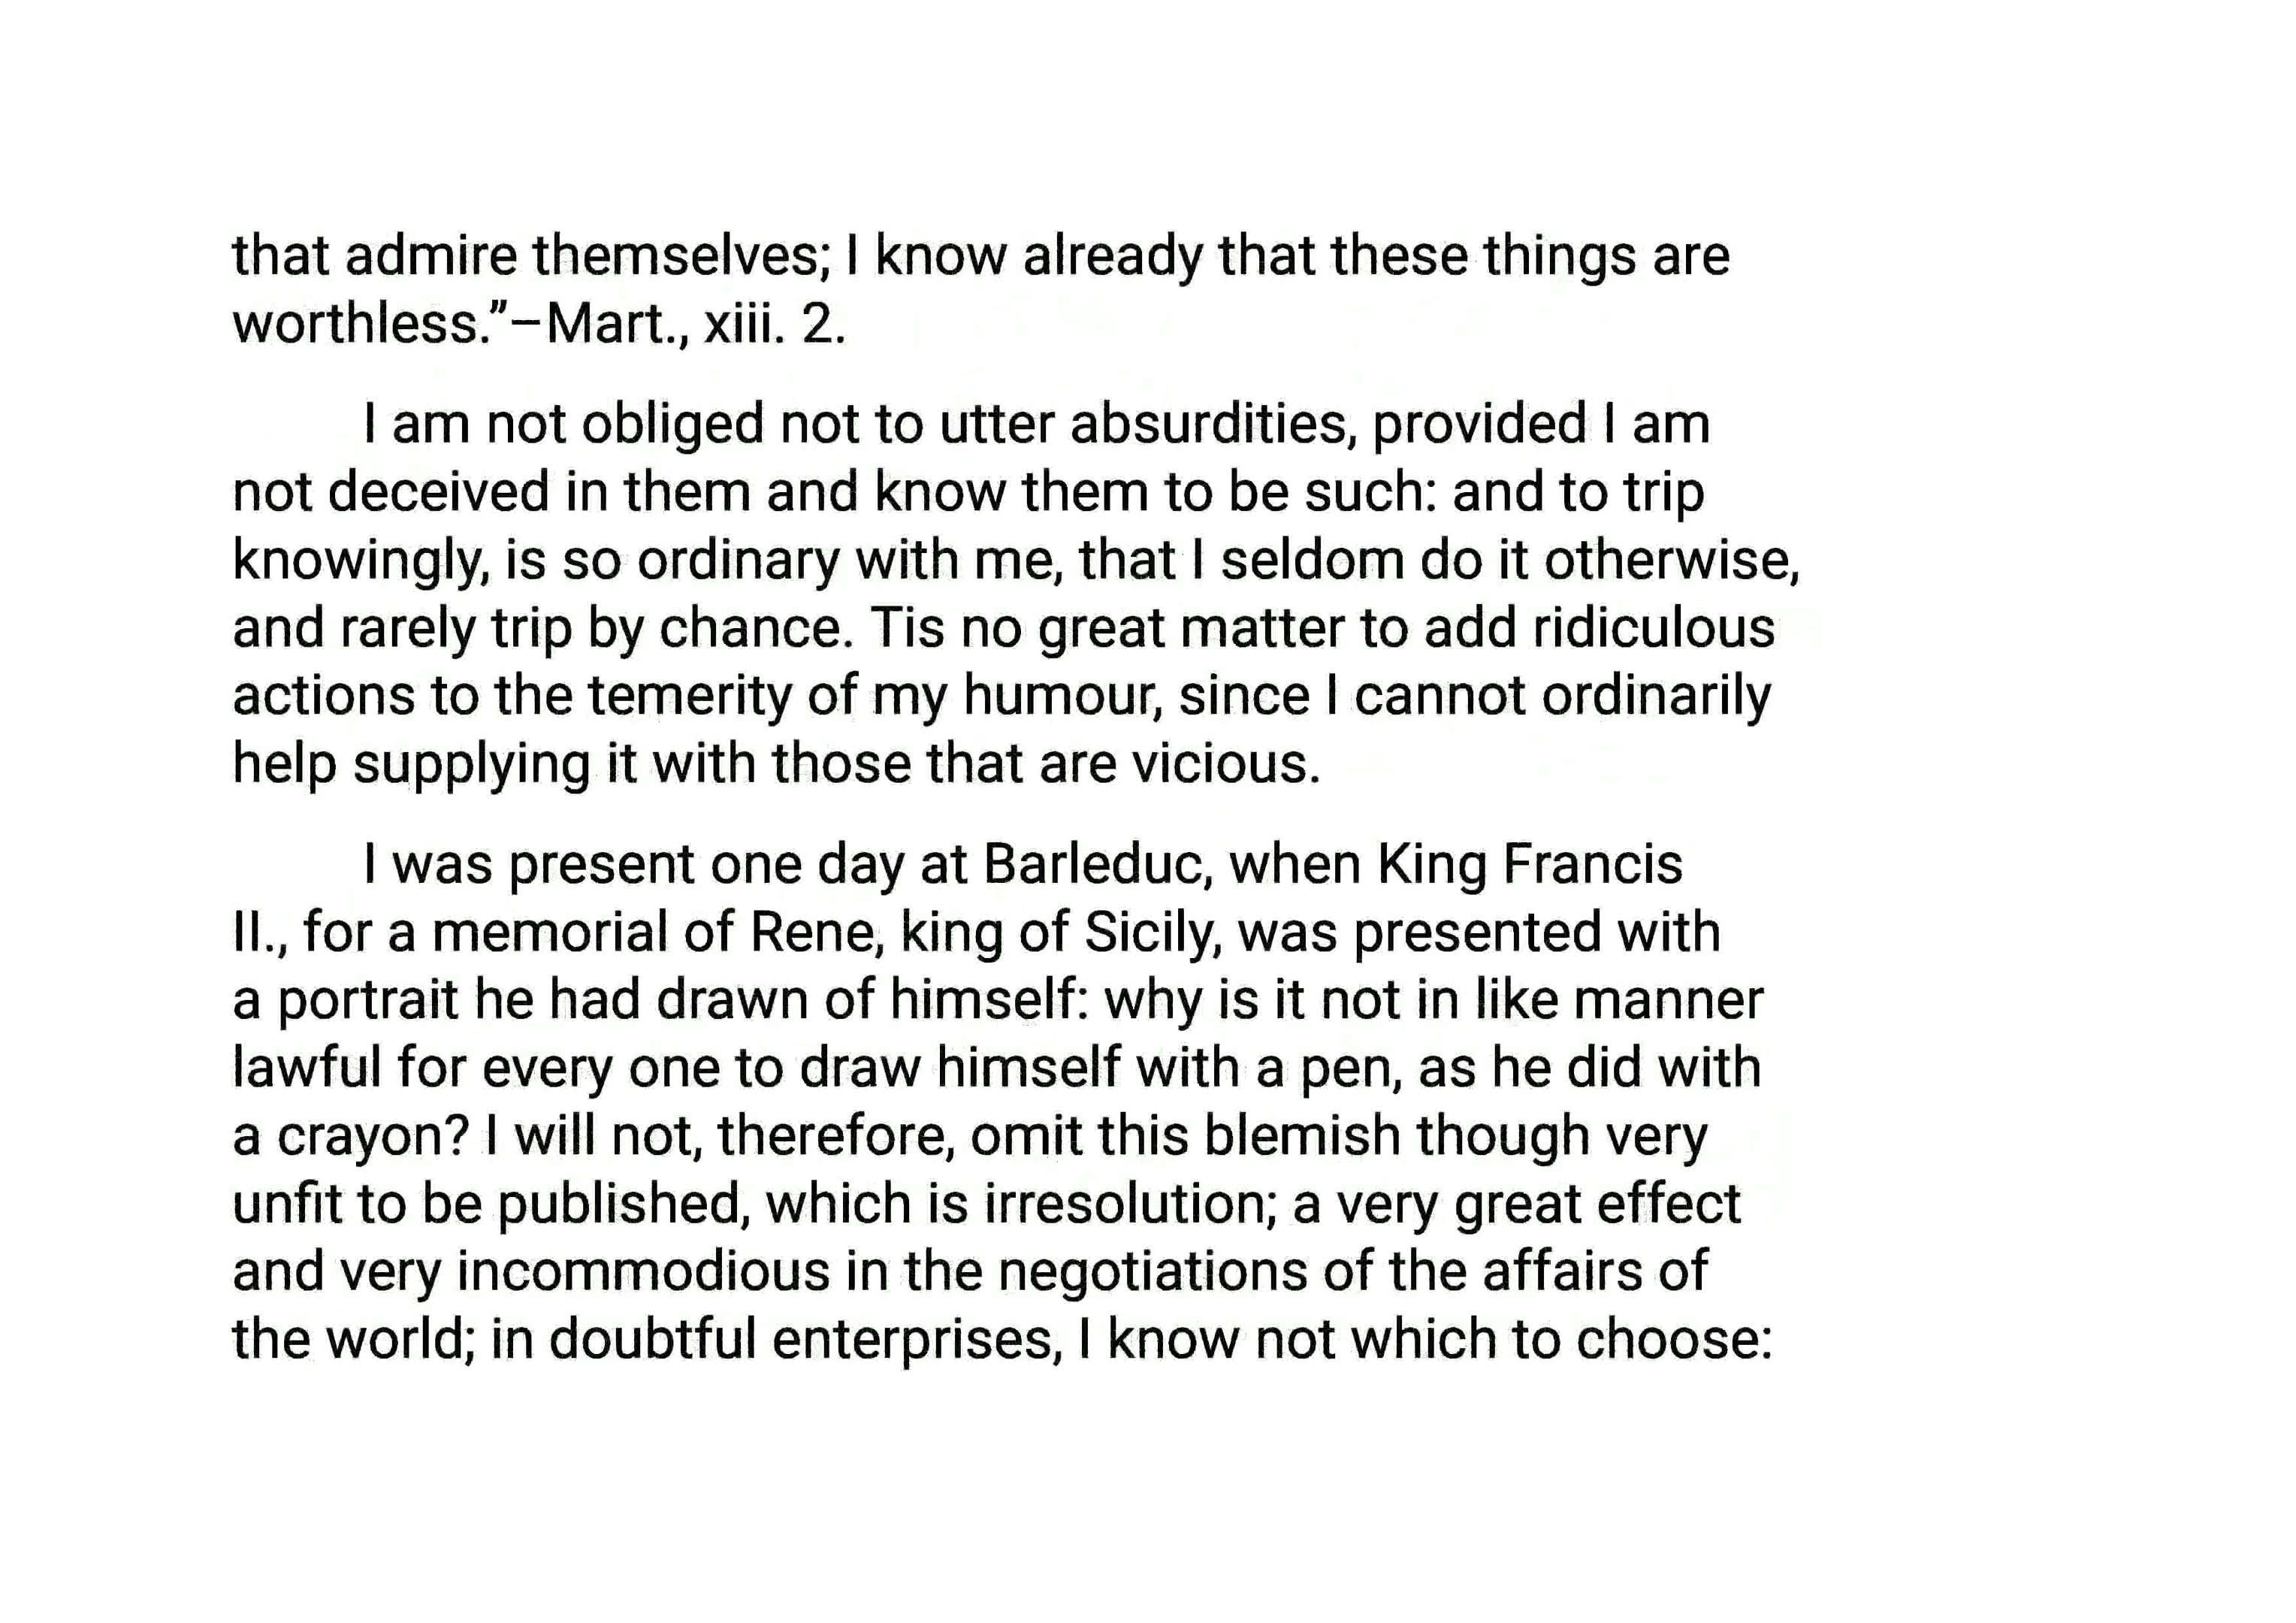 that admire themselves; I know already that these things are
worthless.”–Mart., xiii. 2.
I am not obliged not to utter absurdities, provided I am
not deceived in them and know them to be such: and to trip
knowingly, is so ordinary with me, that I seldom do it otherwise,
and rarely trip by chance. Tis no great matter to add ridiculous
actions to the temerity of my humour, since I cannot ordinarily
help supplying it with those that are vicious.
I was present one day at Barleduc, when King Francis
II., for a memorial of Rene, king of Sicily, was presented with
a portrait he had drawn of himself: why is it not in like manner
lawful for every one to draw himself with a pen, as he did with
a crayon? I will not, therefore, omit this blemish though very
unfit to be published, which is irresolution; a very great effect
and very incommodious in the negotiations of the affairs of
the world; in doubtful enterprises, I know not which to choose: